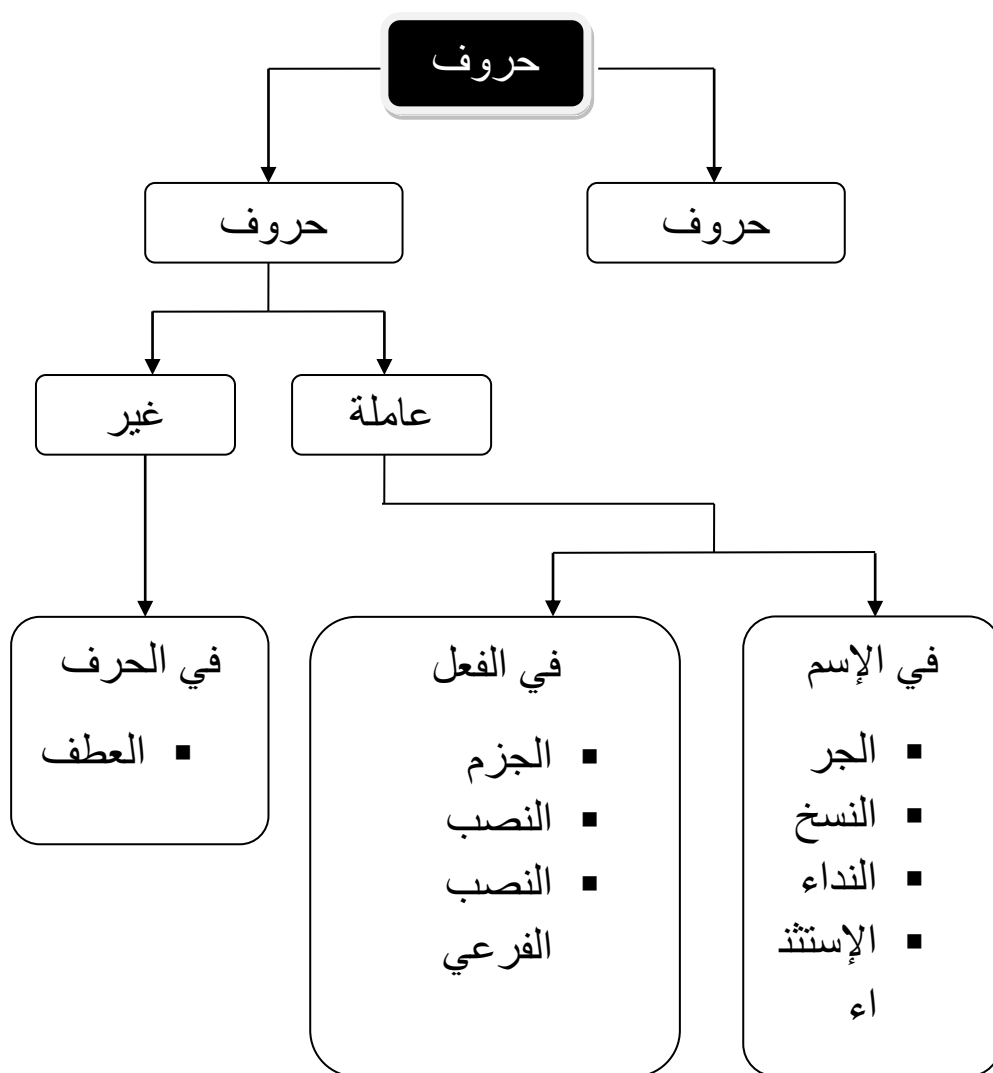 حروف
حروف
حروف
عاملة
غير
في الإسم
▪ الجر
▪ النسخ
▪ النداء
▪ الإستثنـ
اء
في الفعل
▪ الجزم
▪ النصب
▪ النصب
الفرعي
في الحرف
▪ العطف